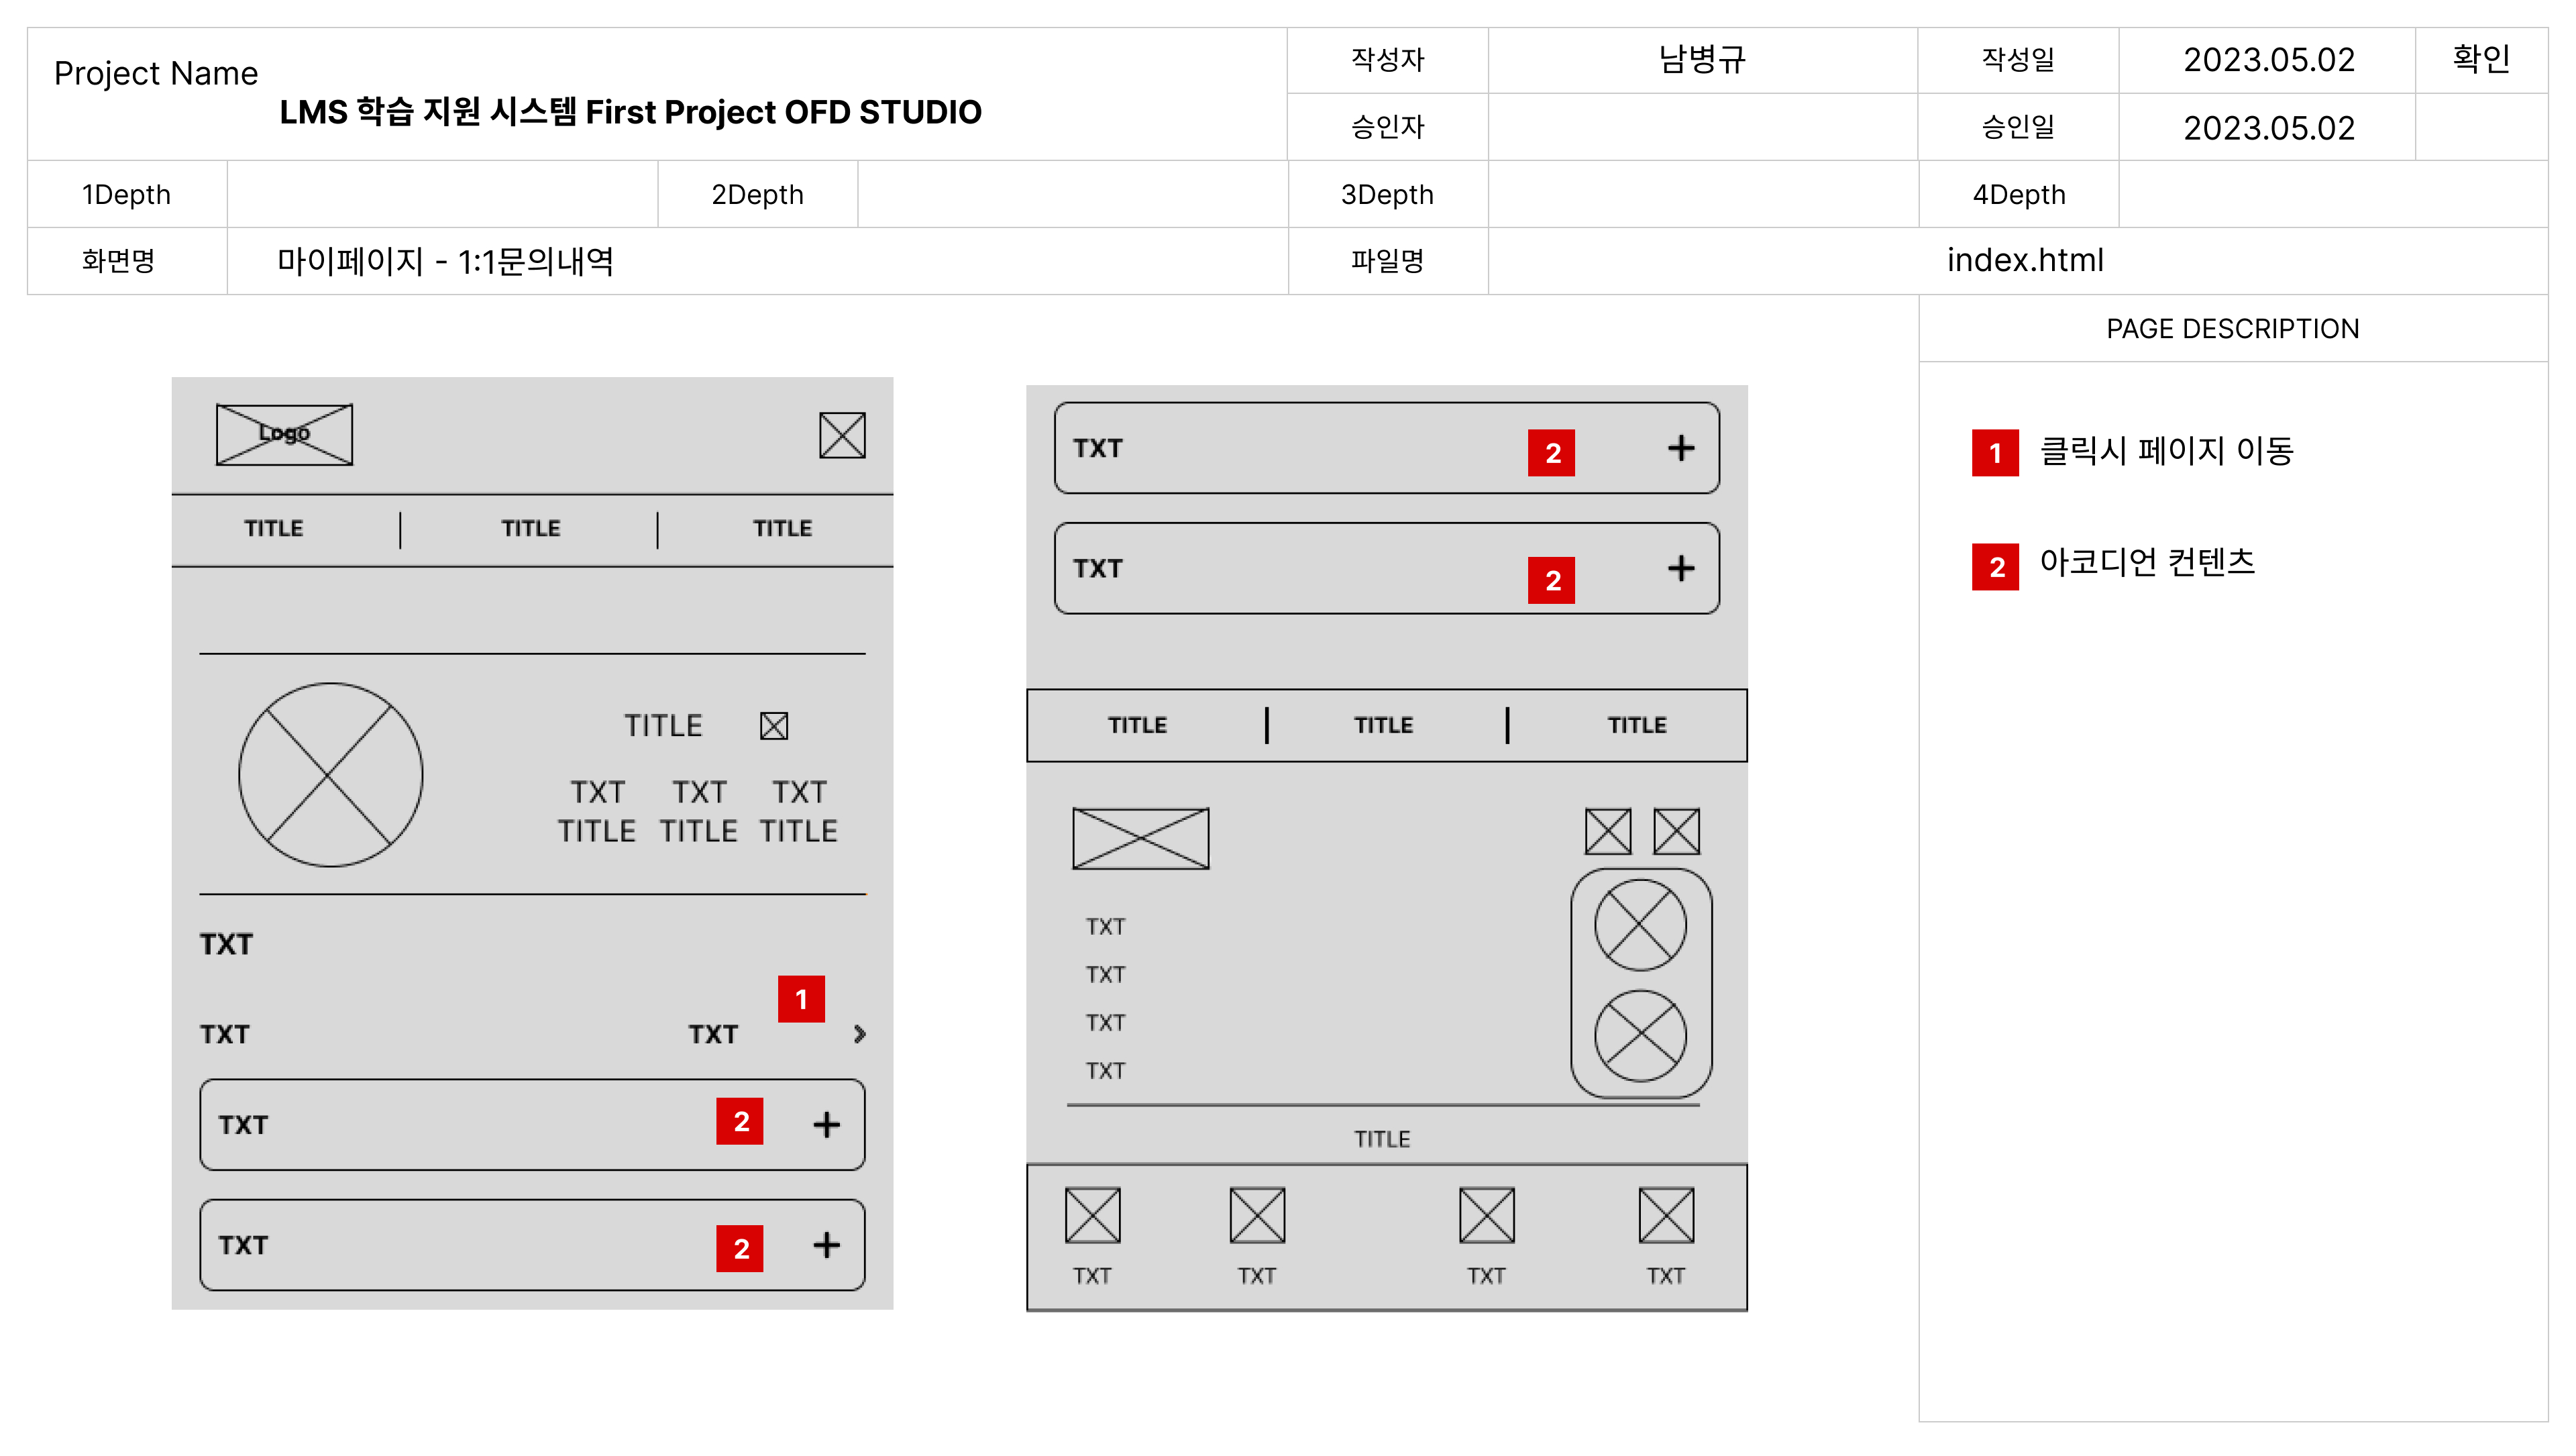 Project Name
LMS 학습 지원 시스템 First Project OFD STUDIO
작성자
남병규
작성일
2023.05.02
확인
승인자
승인일
2023.05.02
1Depth
2Depth
3Depth
4Depth
화면명
마이페이지 - 1:1문의내역
파일명
index.html
Logo
TITLE
TITLE
TITLE
TITLE
TXT TXT TXT
TITLE TITLE TITLE
TXT
1
TXT
TXT
>
TXT
2
+
TXT
2
+
TXT
2
+
TXT
2
+
TITLE
TITLE
TITLE
TXT
TXT
TXT
TXT
TITLE
TXT
TXT
TXT
TXT
PAGE DESCRIPTION
1 클릭시 페이지 이동
2 아코디언 컨텐츠